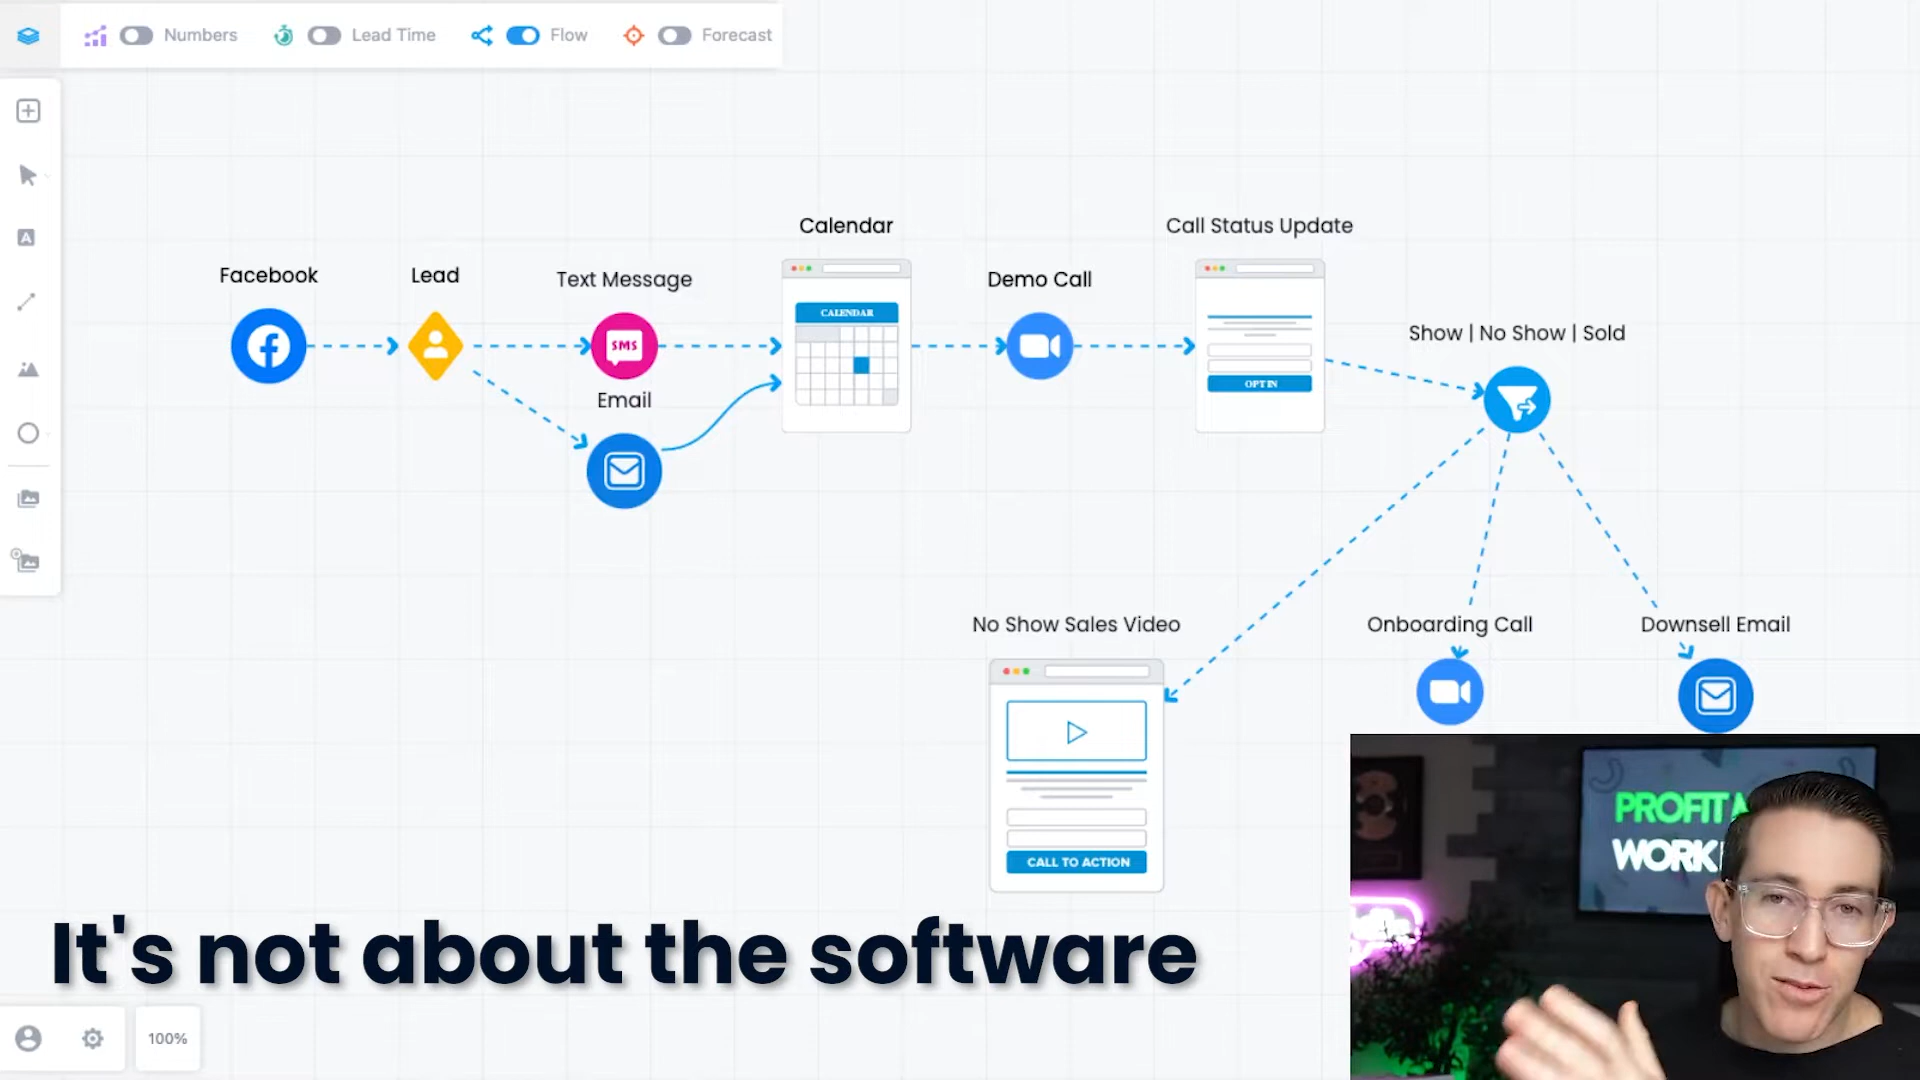 Numbers
Lead Time
Flow
Forecast
Calendar
Call Status Update
Facebook
Lead
Text Message
Demo Call
CALENDAR
SMS
Show | No Show | Sold
OPT IN
Email
No Show Sales Video
Onboarding Call
Downsell Email
CALL TO ACTION
PROFIT
WORK
It's not about the software
100%